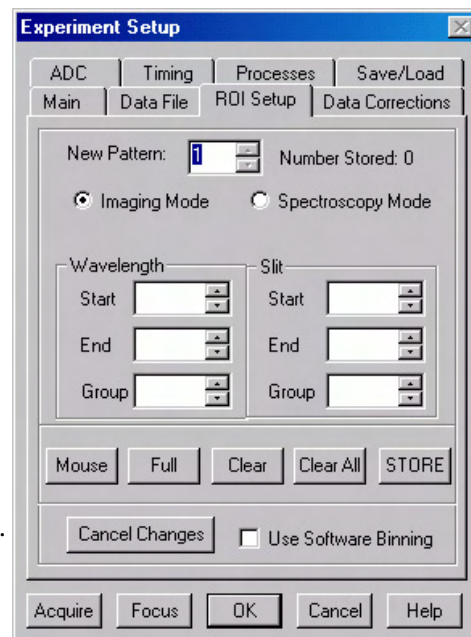 Experiment Setup
ADC Timing Processes Save/Load
Main Data File ROI Setup Data Corrections
New Pattern: 1 Number Stored: 0
Imaging Mode Spectroscopy Mode
Wavelength Slit
Start Start
End End
Group Group
Mouse Full Clear Clear All STORE
Cancel Changes Use Software Binning
Acquire Focus OK Cancel Help
.